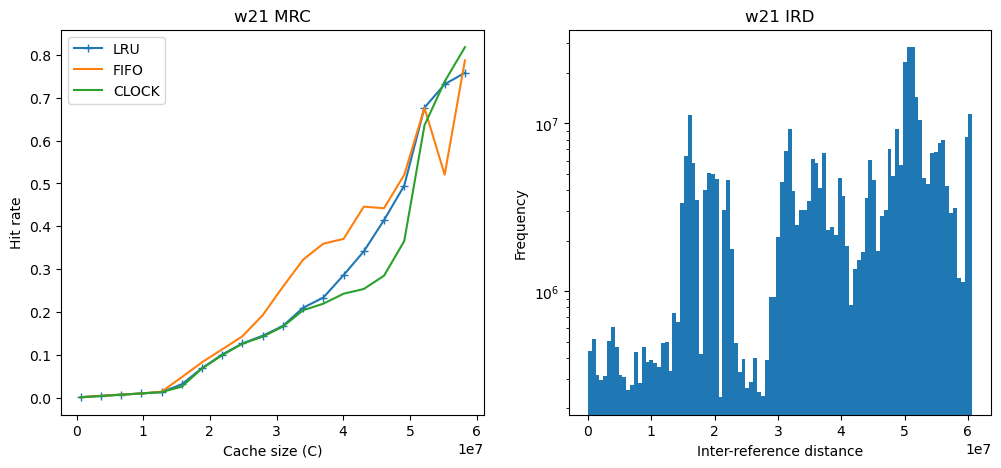 w21 MRC
LRU
FIFO
CLOCK
Hit rate
0.8
0.7
0.6
0.5
0.4
0.3
0.2
0.1
0.0
0 1 2 3 4 5 6
1e7
Cache size (C)
w21 IRD
Frequency
10^7
10^6
0 1 2 3 4 5 6
1e7
Inter-reference distance